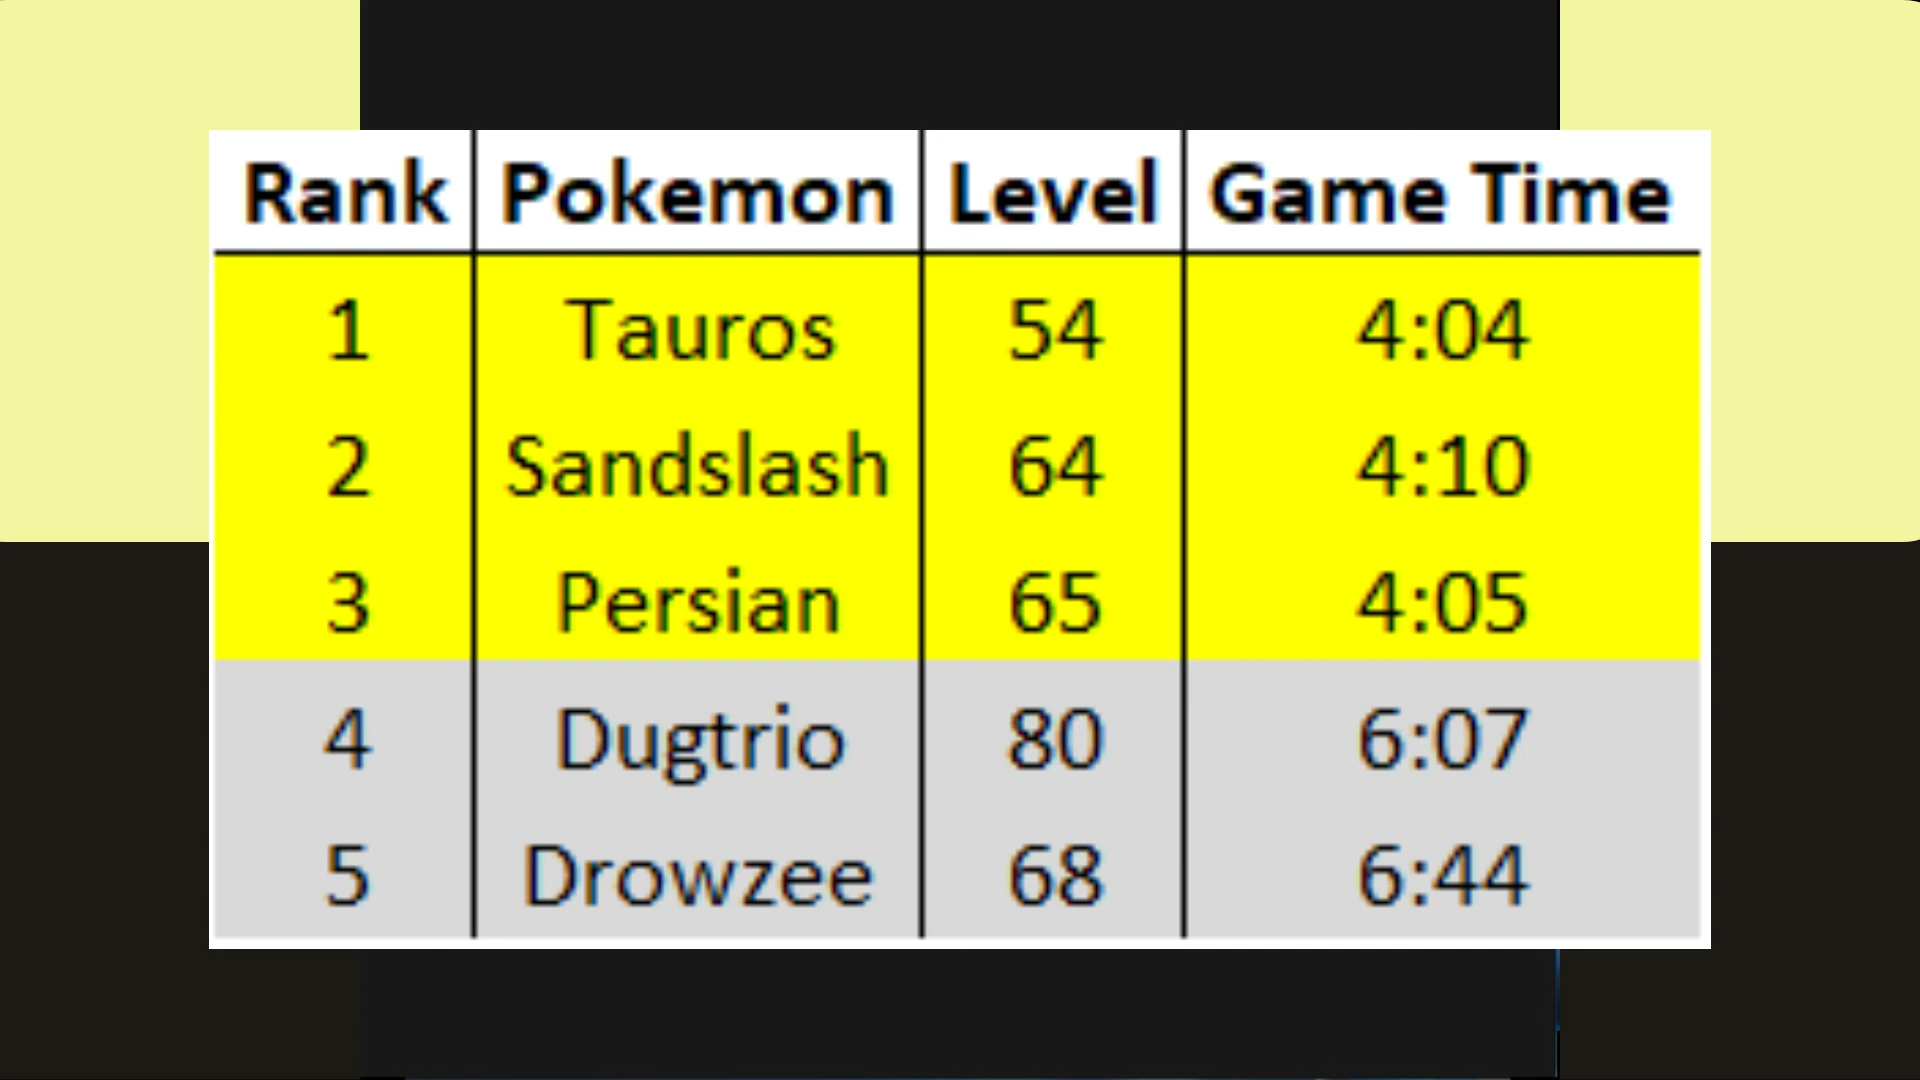 Rank Pokemon Level Game Time
1 Tauros 54 4:04
2 Sandslash 64 4:10
3 Persian 65 4:05
4 Dugtrio 80 6:07
5 Drowzee 68 6:44